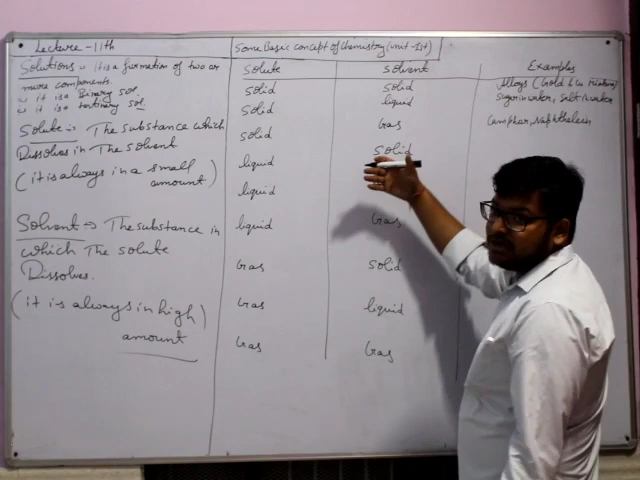 Lecture - 11th
Some Basic concept of Chemistry (unit - Ist)
Solutions it is a formation of two or
more components.
it is a Binary sol.
it is a tertinary sol.
Solute :- The substance which
Dissolves in The solvent
(it is always in a small
amount)
Solvent → The substance in
which The solute
Dissolves.
(it is always in high)
amount
Solute solvent Examples
Solid solid Alloys (Gold & Cu
Solid liquid Sugar in water, Salt in water
Solid Gas Camphor,
liquid solid
liquid
liquid Gas
Gas solid
Gas liquid
Gas Gas